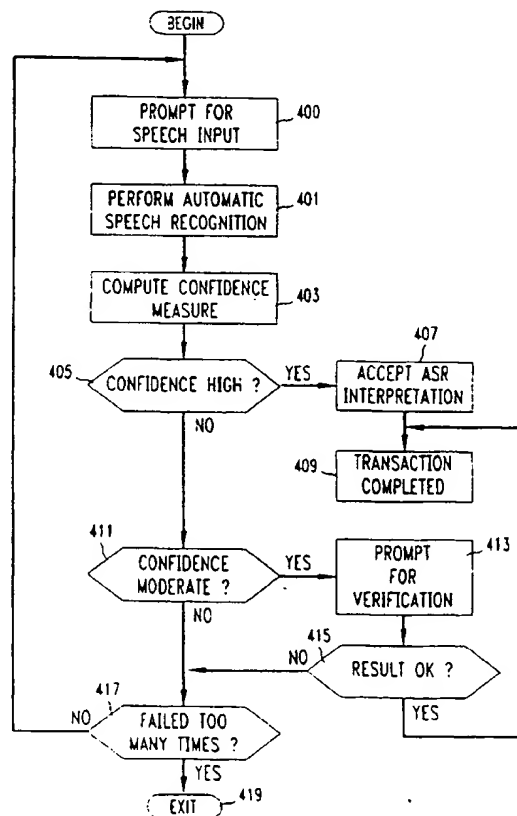 BEGIN
PROMPT FOR
SPEECH INPUT
400
PERFORM AUTOMATIC
SPEECH RECOGNITION
401
COMPUTE CONFIDENCE
MEASURE
403
405
CONFIDENCE HIGH ?
YES
NO
407
ACCEPT ASR
INTERPRETATION
409
TRANSACTION
COMPLETED
411
CONFIDENCE
MODERATE ?
YES
NO
PROMPT
FOR
VERIFICATION
413
415
RESULT OK ?
NO
YES
417
FAILED TOO
MANY TIMES ?
NO
YES
EXIT
419